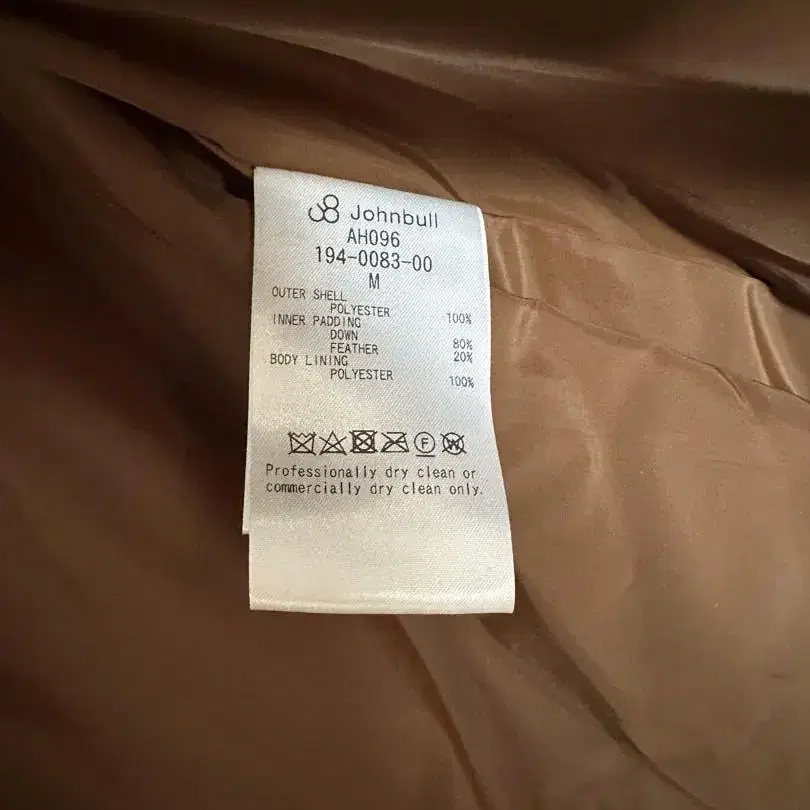 Johnbull
AH096
194-0083-00
M
OUTER SHELL
POLYESTER 100%
INNER PADDING
DOWN 80%
FEATHER 20%
BODY LINING
POLYESTER 100%
F
W
Professionally dry clean or
commercially dry clean only.